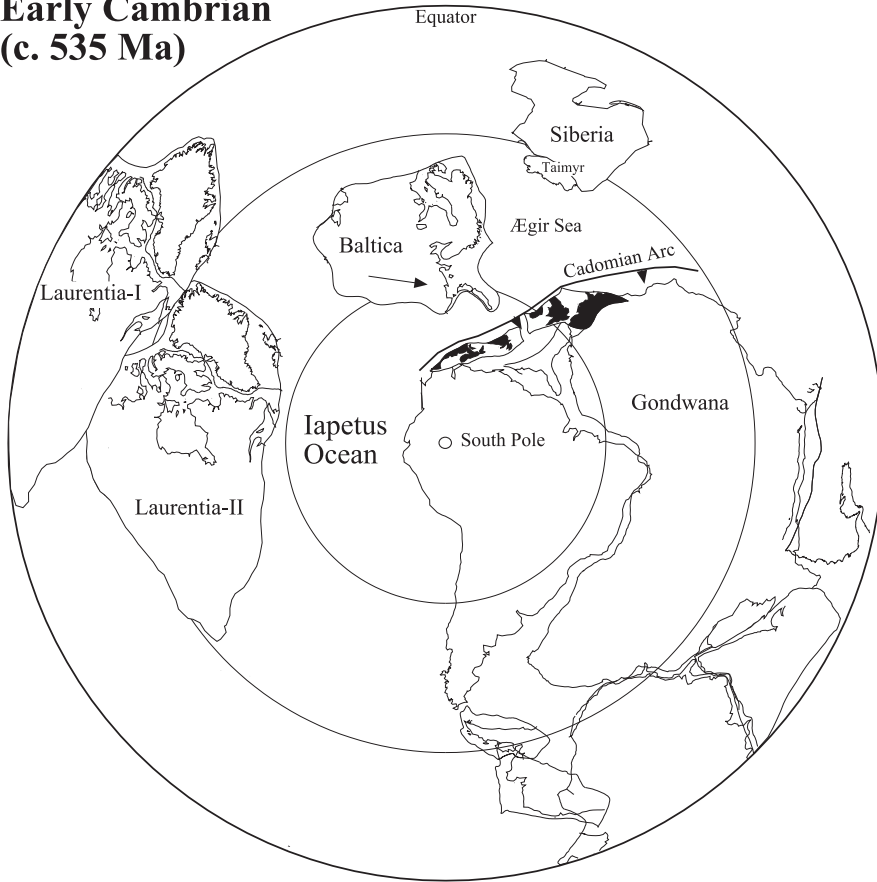 Early Cambrian
(c. 535 Ma)
Equator
Siberia
Taimyr
Baltica
Ægir Sea
Cadomian Arc
Laurentia-I
Gondwana
Iapetus
Ocean
South Pole
Laurentia-II